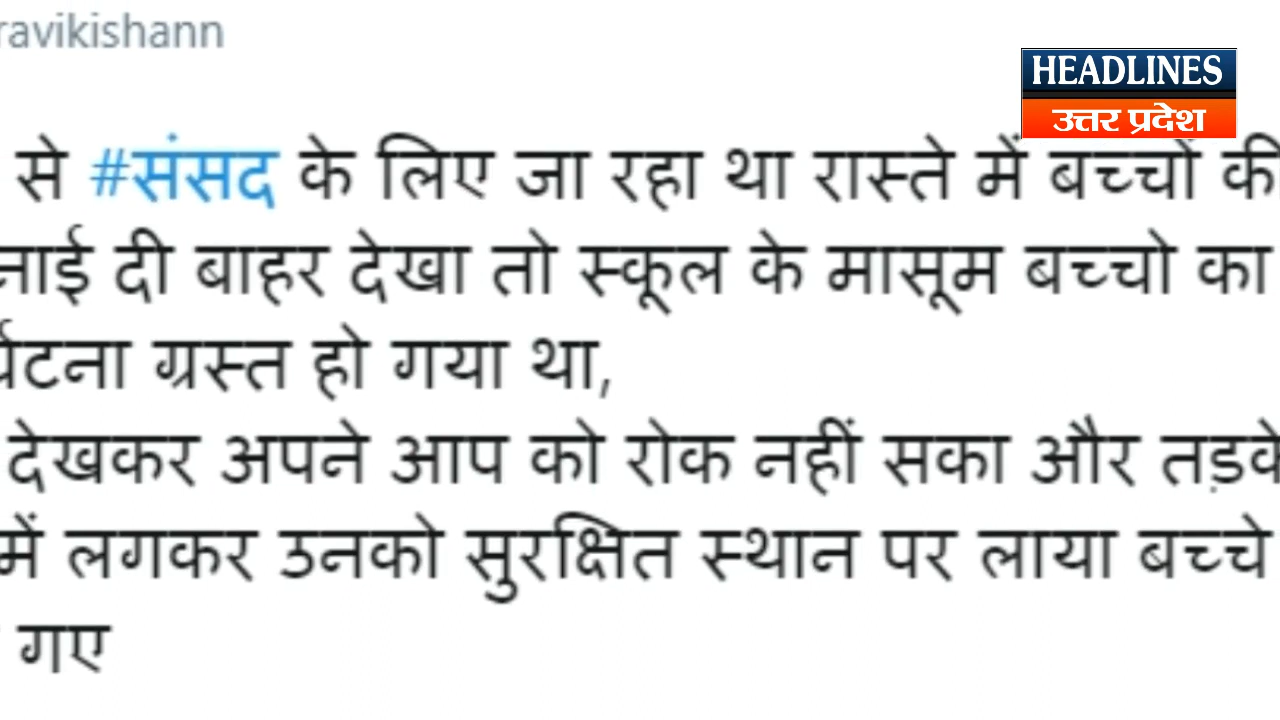 ravikishann
HEADLINES
उत्तर प्रदेश
से #संसद के लिए जा रहा था रास्ते में बच्चों की
नाई दी बाहर देखा तो स्कूल के मासूम बच्चो का
र्घटना ग्रस्त हो गया था,
देखकर अपने आप को रोक नहीं सका और तड़के
में लगकर उनको सुरक्षित स्थान पर लाया बच्चे
गए